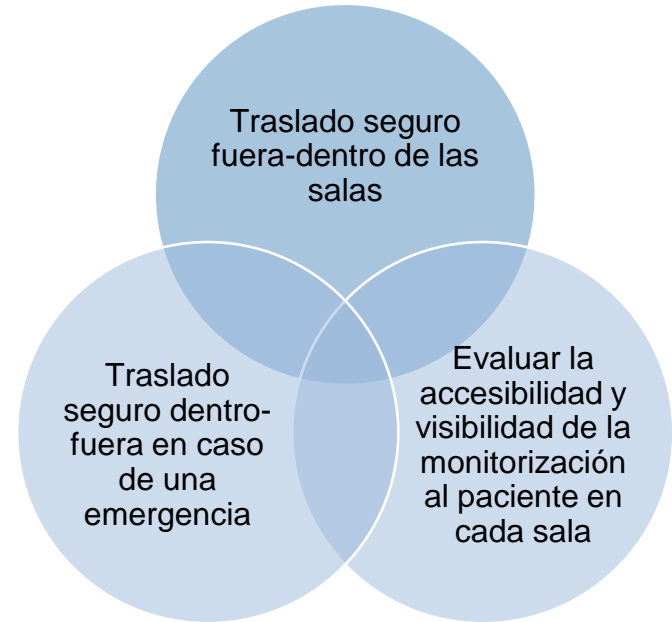 Traslado seguro
fuera-dentro de las
salas
Traslado
seguro dentro-
fuera en caso
de una
emergencia
Evaluar la
accesibilidad y
visibilidad de la
monitorización
al paciente en
cada sala